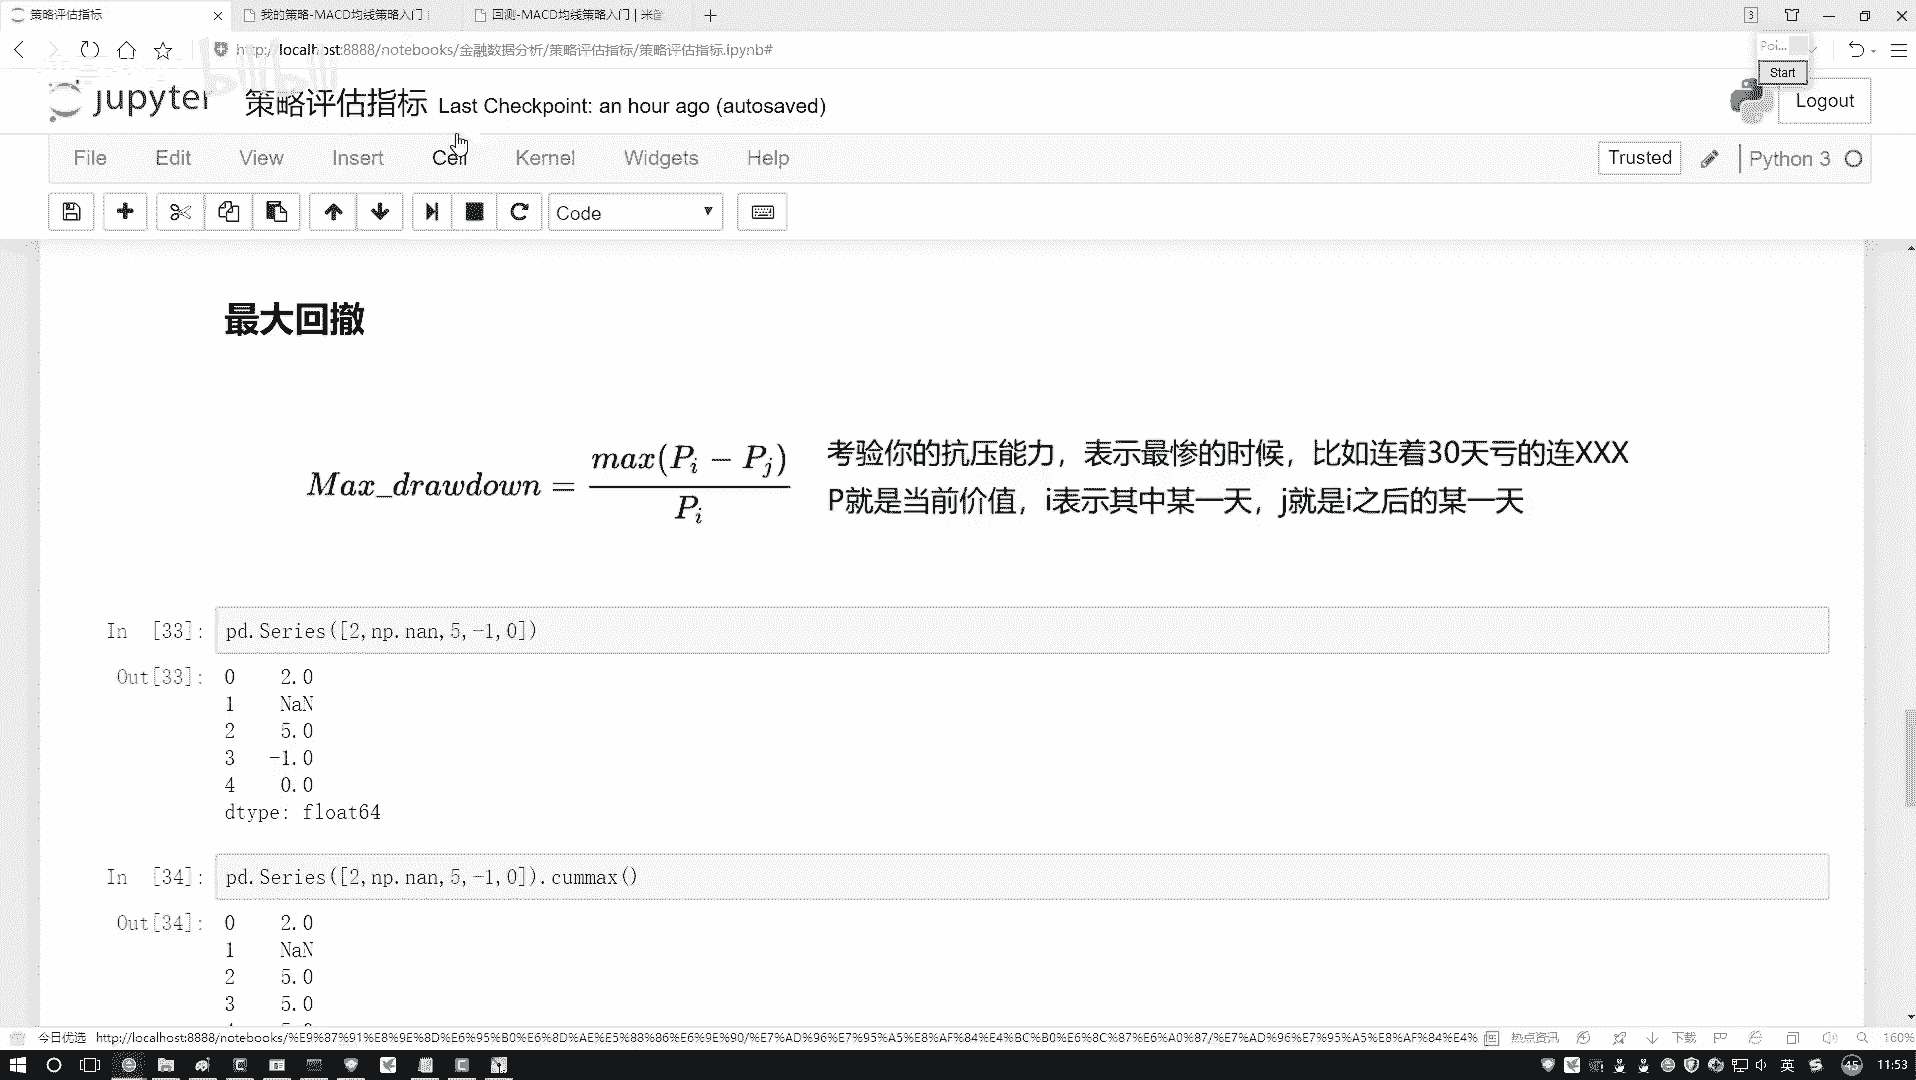 策略评估指标
我的策略-MACD均线策略入门
回测-MACD均线策略入门 | 米
3
http://localhost:8888/notebooks/金融数据分析/策略评估指标/策略评估指标.ipynb#
Poi...
Start
jupyter 策略评估指标 Last Checkpoint: an hour ago (autosaved)
Logout
File Edit View Insert Cell Kernel Widgets Help
Trusted
Python 3
Code
最大回撤
Max_drawdown = max(P_i − P_j) / P_i
考验你的抗压能力，表示最惨的时候，比如连着30天亏的连XXX
P就是当前价值，i表示其中某一天，j就是i之后的某一天
In [33]: pd.Series([2,np.nan,5,-1,0])
Out[33]: 0 2.0
1 NaN
2 5.0
3 -1.0
4 0.0
dtype: float64
In [34]: pd.Series([2,np.nan,5,-1,0]).cummax()
Out[34]: 0 2.0
1 NaN
2 5.0
3 5.0
今日优选 http://localhost:8888/notebooks/%E9%87%91%E8%9E%8D%E6%95%B0%E6%8D%AE%E5%88%86%E6%9E%90/%E7%AD%96%E7%95%A5%E8%AF%84%E4%BC%B0%E6%8C%87%E6%A0%87/%E7%AD%96%E7%95%A5%E8%AF%84%E4%
热点资讯
下载
160%
英
45
11:53